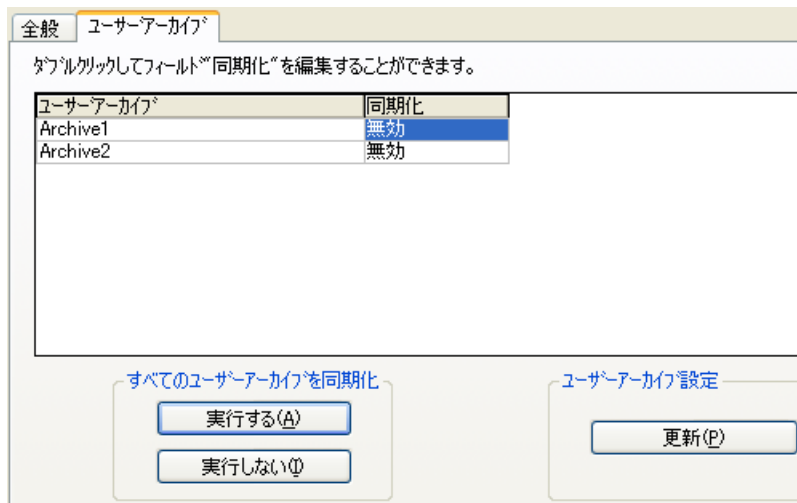 全般 ユーザーアーカイブ
ダブルクリックしてフィールド"同期化"を編集することができます。
ユーザーアーカイブ 同期化
Archive1 無効
Archive2 無効
すべてのユーザーアーカイブを同期化 ユーザーアーカイブ設定
実行する(A) 更新(P)
実行しない(I)